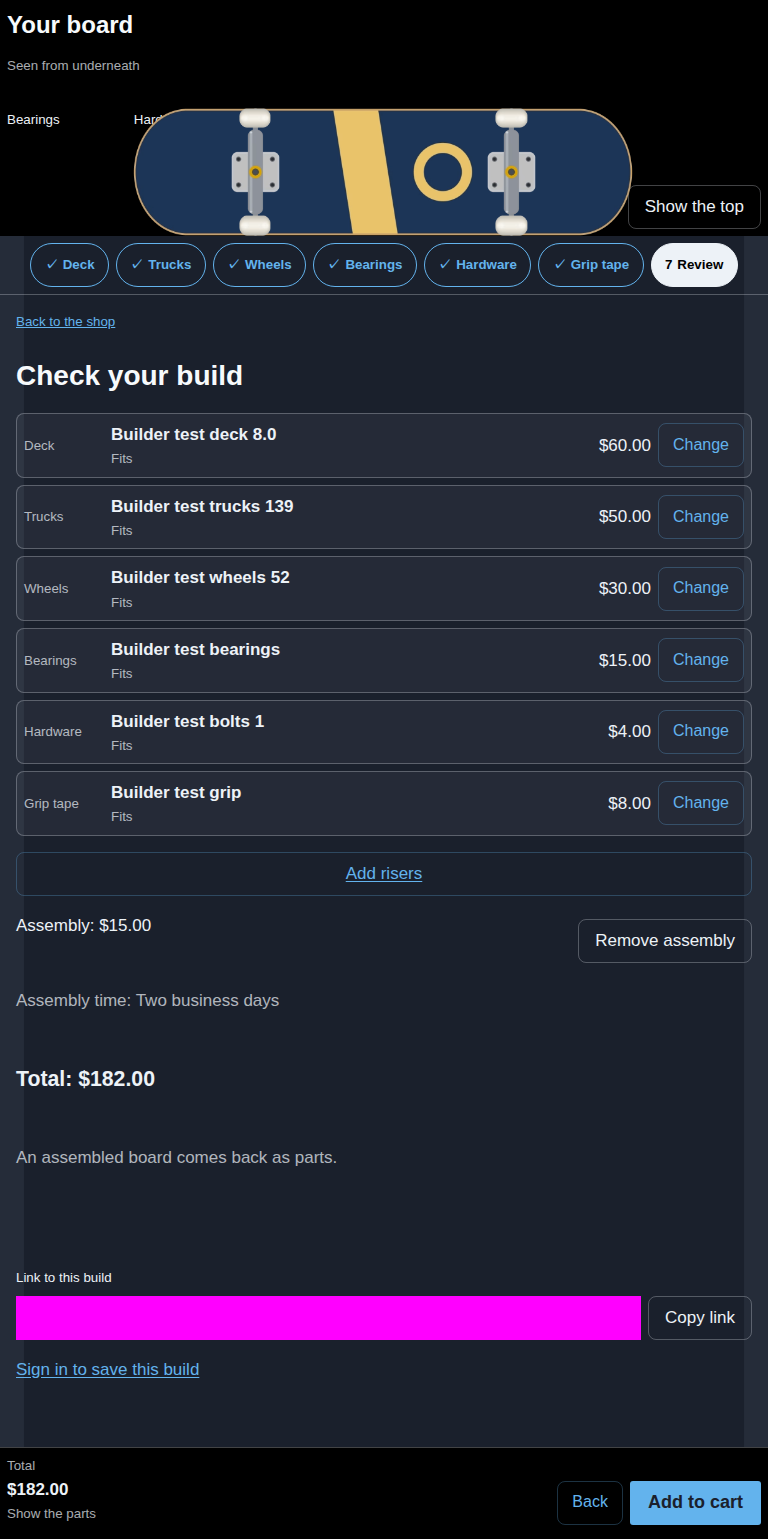 Your board
Seen from underneath
Bearings
Show the top
✓ Deck
✓ Trucks
✓ Wheels
✓ Bearings
✓ Hardware
✓ Grip tape
7 Review
Back to the shop
Check your build
Deck
Builder test deck 8.0
Fits
$60.00
Change
Trucks
Builder test trucks 139
Fits
$50.00
Change
Wheels
Builder test wheels 52
Fits
$30.00
Change
Bearings
Builder test bearings
Fits
$15.00
Change
Hardware
Builder test bolts 1
Fits
$4.00
Change
Grip tape
Builder test grip
Fits
$8.00
Change
Add risers
Assembly: $15.00
Remove assembly
Assembly time: Two business days
Total: $182.00
An assembled board comes back as parts.
Link to this build
Copy link
Sign in to save this build
Total
$182.00
Show the parts
Back
Add to cart